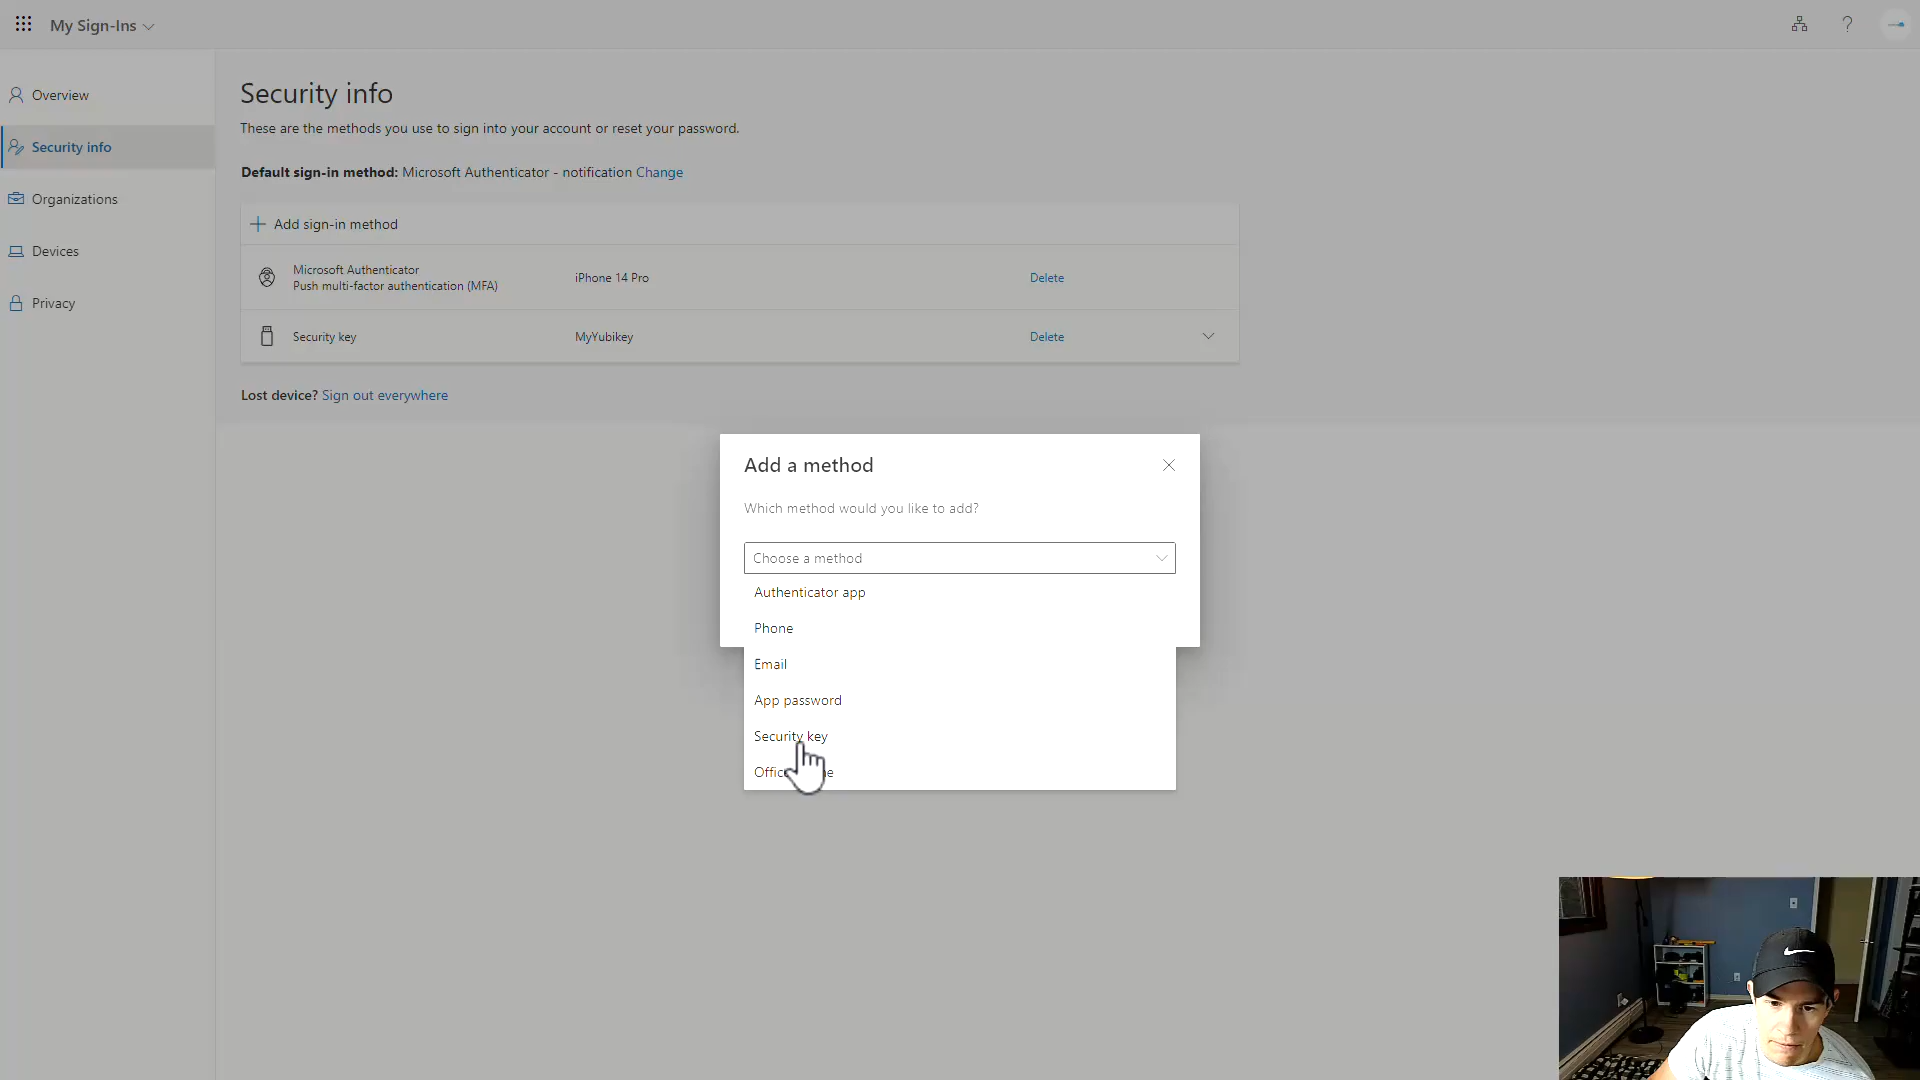 My Sign-Ins
?
Overview
Security info
Organizations
Devices
Privacy
Security info
These are the methods you use to sign into your account or reset your password.
Default sign-in method: Microsoft Authenticator - notification Change
Add sign-in method
Microsoft Authenticator
Push multi-factor authentication (MFA)
iPhone 14 Pro
Delete
Security key
MyYubikey
Delete
Lost device? Sign out everywhere
Add a method
Which method would you like to add?
Choose a method
Authenticator app
Phone
Email
App password
Security key